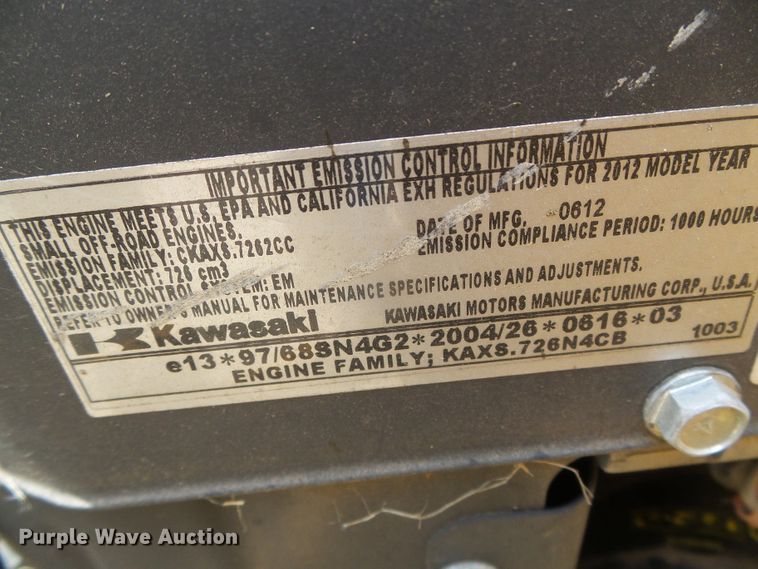 IMPORTANT EMISSION CONTROL INFORMATION
THIS ENGINE MEETS U.S. EPA AND CALIFORNIA EXH REGULATIONS FOR 2012 MODEL YEAR
SMALL OFF-ROAD ENGINES. DATE OF MFG. 0612
EMISSION FAMILY: CKAXS.7262CC EMISSION COMPLIANCE PERIOD: 1000 HOURS
DISPLACEMENT: 726 cm3
EMISSION CONTROL SYSTEM: EM
REFER TO OWNER'S MANUAL FOR MAINTENANCE SPECIFICATIONS AND ADJUSTMENTS.
Kawasaki KAWASAKI MOTORS MANUFACTURING CORP., U.S.A.
e13*97/68SN4G2*2004/26*0616*03 1003
ENGINE FAMILY; KAXS.726N4CB
Purple Wave Auction